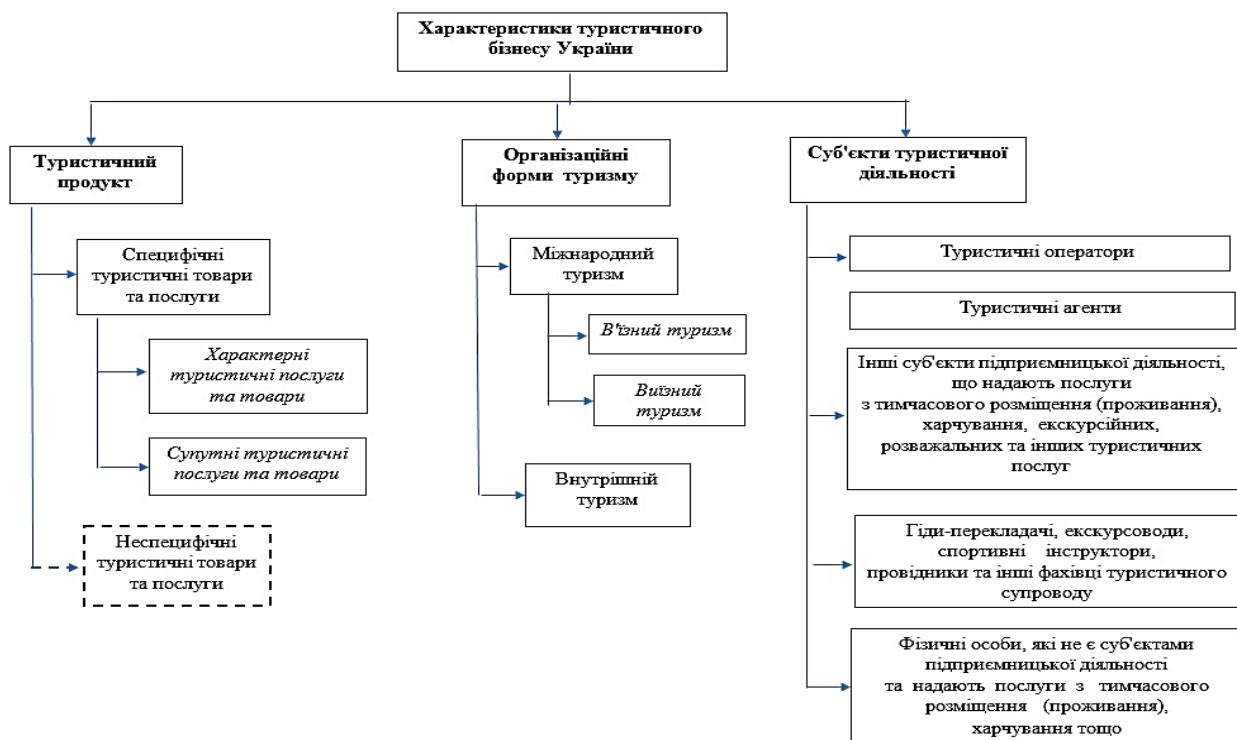 Характеристики туристичного
бізнесу України
Туристичний
продукт
Організаційні
форми туризму
Суб'єкти туристичної
діяльності
Специфічні
туристичні товари
та послуги
Характерні
туристичні послуги
та товари
Супутні туристичні
послуги та товари
Неспецифічні
туристичні товари
та послуги
Міжнародний
туризм
В'їзний туризм
Виїзний
туризм
Внутрішній
туризм
Туристичні оператори
Туристичні агенти
Інші суб'єкти підприємницької діяльності,
що надають послуги
з тимчасового розміщення (проживання),
харчування, екскурсійних,
розважальних та інших туристичних
послуг
Гіди-перекладачі, екскурсоводи,
спортивні інструктори,
провідники та інші фахівці туристичного
супроводу
Фізичні особи, які не є суб'єктами
підприємницької діяльності
та надають послуги з тимчасового
розміщення (проживання),
харчування тощо